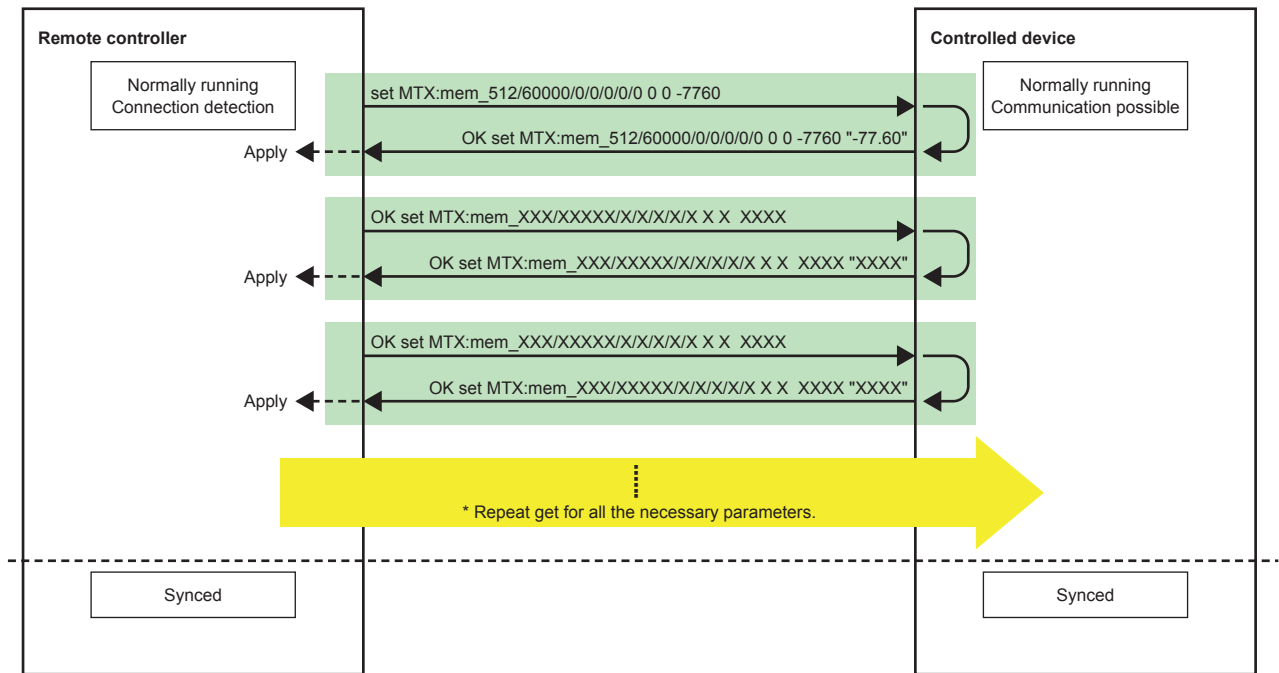 Remote controller
Controlled device
Normally running
Connection detection
Normally running
Communication possible
set MTX:mem_512/60000/0/0/0/0/0 0 0 -7760
OK set MTX:mem_512/60000/0/0/0/0/0 0 0 -7760 "-77.60"
Apply
OK set MTX:mem_XXX/XXXXX/X/X/X/X/X X X  XXXX
OK set MTX:mem_XXX/XXXXX/X/X/X/X/X X X  XXXX "XXXX"
Apply
OK set MTX:mem_XXX/XXXXX/X/X/X/X/X X X  XXXX
OK set MTX:mem_XXX/XXXXX/X/X/X/X/X X X  XXXX "XXXX"
Apply
* Repeat get for all the necessary parameters.
Synced
Synced